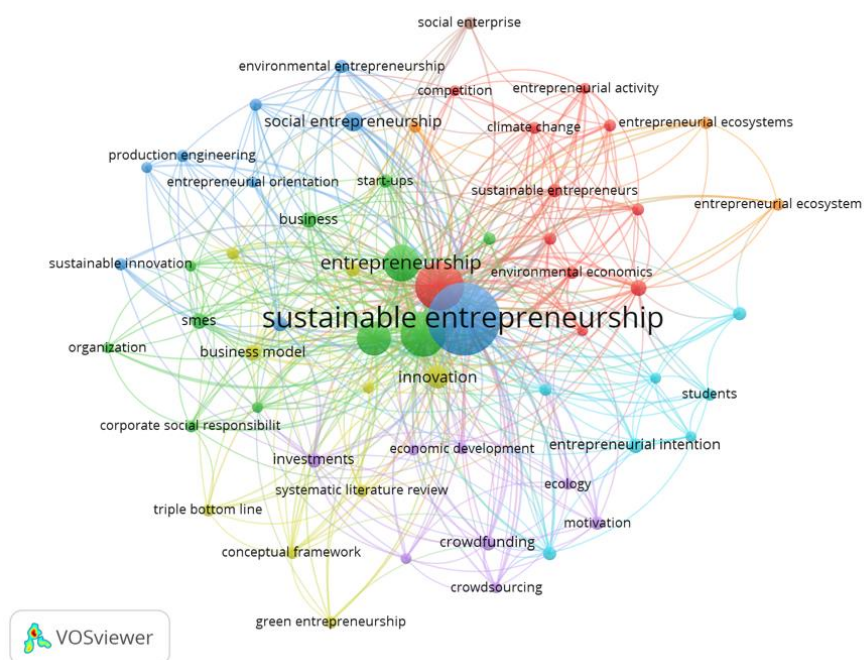 social enterprise
environmental entrepreneurship
competition
entrepreneurial activity
social entrepreneurship
climate change
entrepreneurial ecosystems
production engineering
entrepreneurial orientation
start-ups
sustainable entrepreneurs
entrepreneurial ecosystem
business
sustainable innovation
entrepreneurship
environmental economics
smes
sustainable entrepreneurship
organization
business model
innovation
students
corporate social responsibilit
economic development
entrepreneurial intention
investments
systematic literature review
ecology
triple bottom line
motivation
conceptual framework
crowdfunding
crowdsourcing
green entrepreneurship
VOSviewer